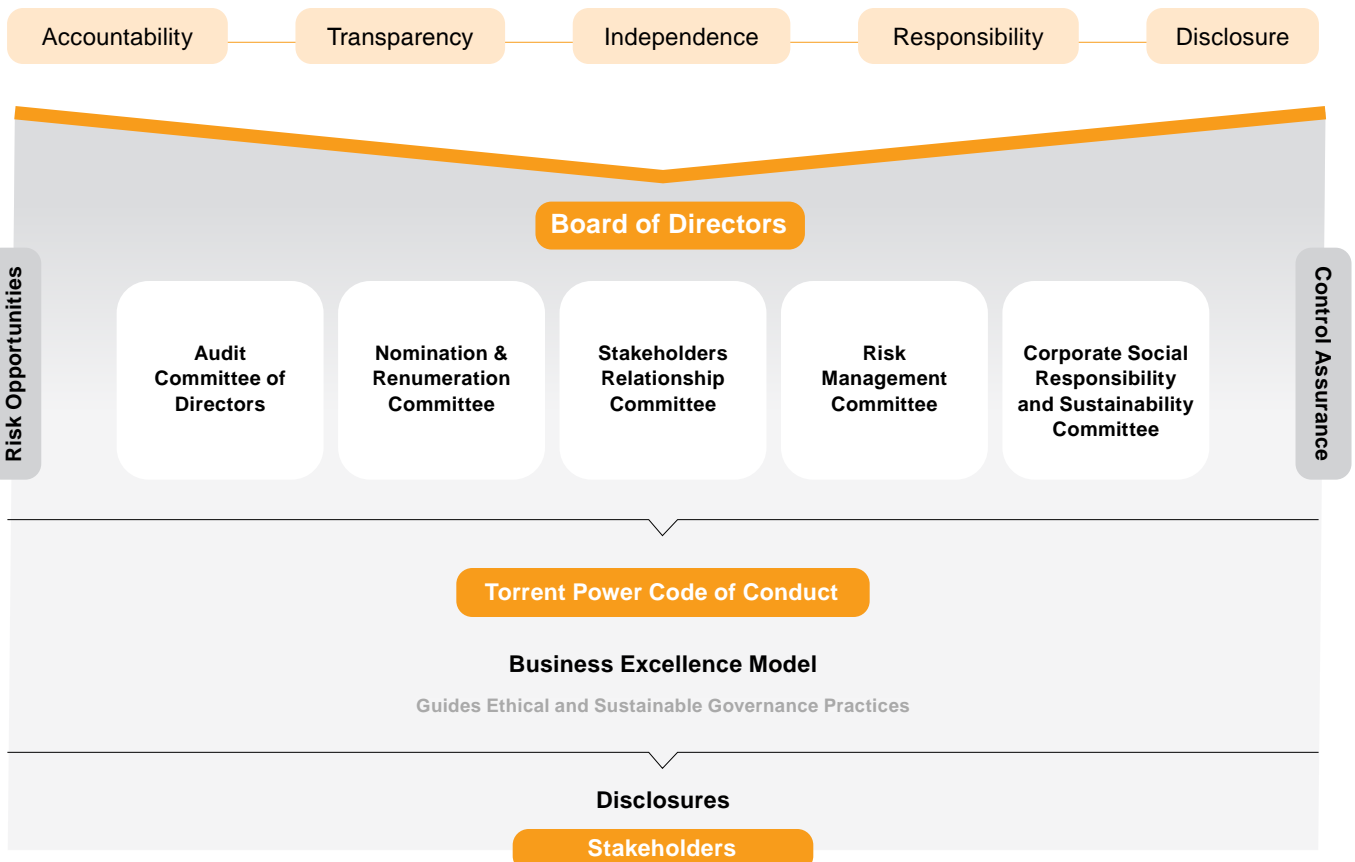 Accountability
Transparency
Independence
Responsibility
Disclosure
Board of Directors
Risk Opportunities
Control Assurance
Audit
Committee of
Directors
Nomination &
Renumeration
Committee
Stakeholders
Relationship
Committee
Risk
Management
Committee
Corporate Social
Responsibility
and Sustainability
Committee
Torrent Power Code of Conduct
Business Excellence Model
Guides Ethical and Sustainable Governance Practices
Disclosures
Stakeholders